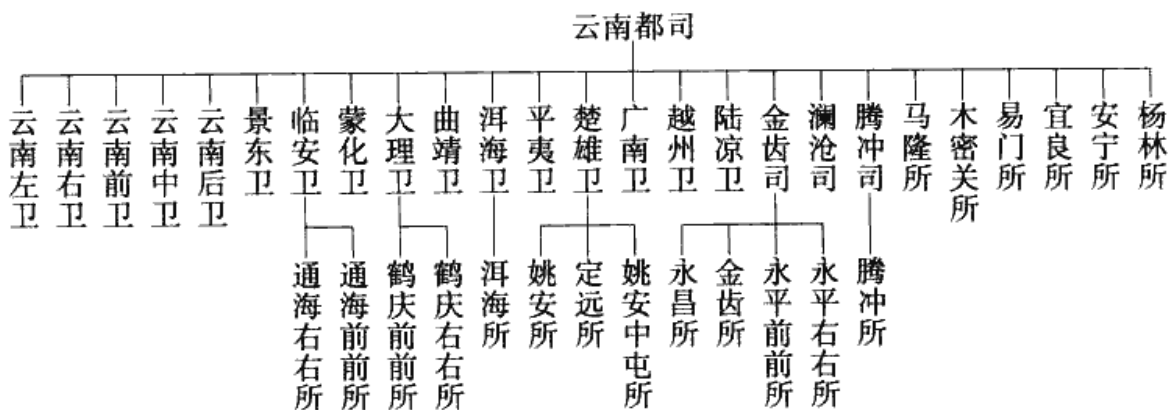 云南都司
云南左卫
云南右卫
云南前卫
云南中卫
云南后卫
景东卫
临安卫
蒙化卫
大理卫
曲靖卫
洱海卫
平夷卫
楚雄卫
广南卫
越州卫
陆凉卫
金齿司
澜沧司
腾冲司
马隆所
木密关所
易门所
宜良所
安宁所
杨林所
通海右右所
通海前前所
鹤庆前前所
鹤庆右右所
洱海所
姚安所
定远所
姚安中屯所
永昌所
金齿所
永平前前所
永平右右所
腾冲所